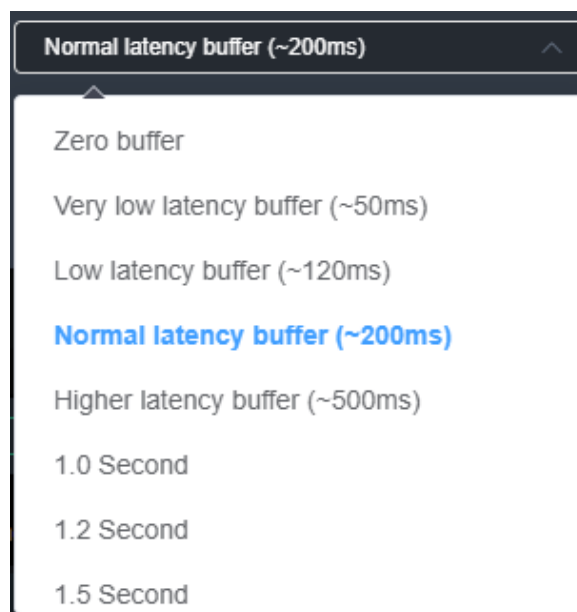 Normal latency buffer (~200ms)
Zero buffer
Very low latency buffer (~50ms)
Low latency buffer (~120ms)
Normal latency buffer (~200ms)
Higher latency buffer (~500ms)
1.0 Second
1.2 Second
1.5 Second